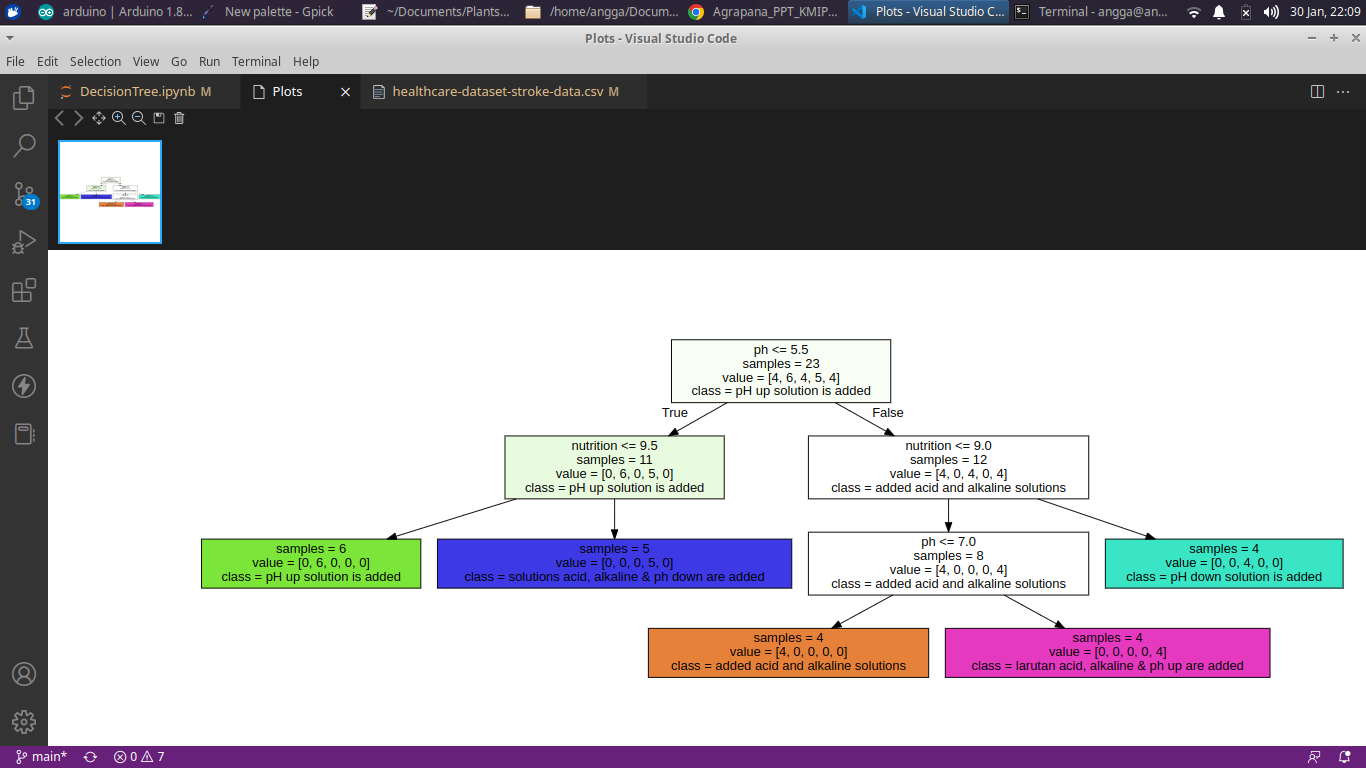 arduino | Arduino 1.8...
New palette - Gpick
~/Documents/Plants...
/home/angga/Docum...
Agrapana_PPT_KMIP...
Plots - Visual Studio C...
Terminal - angga@an...
30 Jan, 22:09
Plots - Visual Studio Code
File Edit Selection View Go Run Terminal Help
DecisionTree.ipynb M
Plots
healthcare-dataset-stroke-data.csv M
31
ph <= 5.5
samples = 23
value = [4, 6, 4, 5, 4]
class = pH up solution is added
True
False
nutrition <= 9.5
samples = 11
value = [0, 6, 0, 5, 0]
class = pH up solution is added
nutrition <= 9.0
samples = 12
value = [4, 0, 4, 0, 4]
class = added acid and alkaline solutions
samples = 6
value = [0, 6, 0, 0, 0]
class = pH up solution is added
samples = 5
value = [0, 0, 0, 5, 0]
class = solutions acid, alkaline & ph down are added
ph <= 7.0
samples = 8
value = [4, 0, 0, 0, 4]
class = added acid and alkaline solutions
samples = 4
value = [0, 0, 4, 0, 0]
class = pH down solution is added
samples = 4
value = [4, 0, 0, 0, 0]
class = added acid and alkaline solutions
samples = 4
value = [0, 0, 0, 0, 4]
class = larutan acid, alkaline & ph up are added
main* 0 7